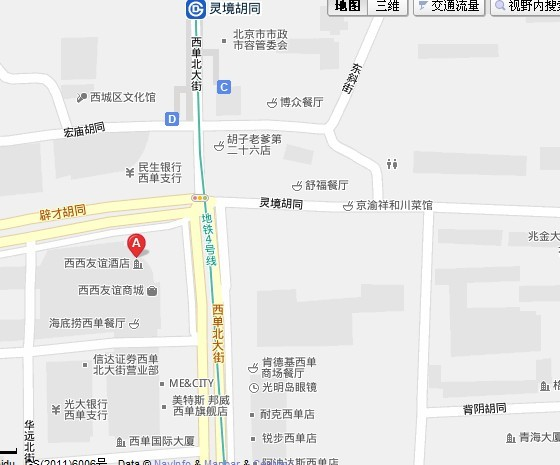 灵境胡同
地图
三维
交通流量
视野内搜索
西单北大街
北京市市政
市容管委会
东斜街
C
西城区文化馆
博众餐厅
D
宏庙胡同
胡子老爹第
二十六店
民生银行
西单支行
舒福餐厅
灵境胡同
京渝祥和川菜馆
辟才胡同
地铁4号线
兆金大
A
西西友谊酒店
西西友谊商城
海底捞西单餐厅
西单北大街
信达证券西单
北大街营业部
肯德基西单
商场餐厅
ME&CITY
光明岛眼镜
光大银行
西单支行
美特斯 邦威
西单旗舰店
耐克西单店
背阴胡同
华远北街
西单国际大厦
锐步西单店
青海大厦
阿迪达斯西单店
GS(2011)6006号 Data © NavInfo & Mapbar &